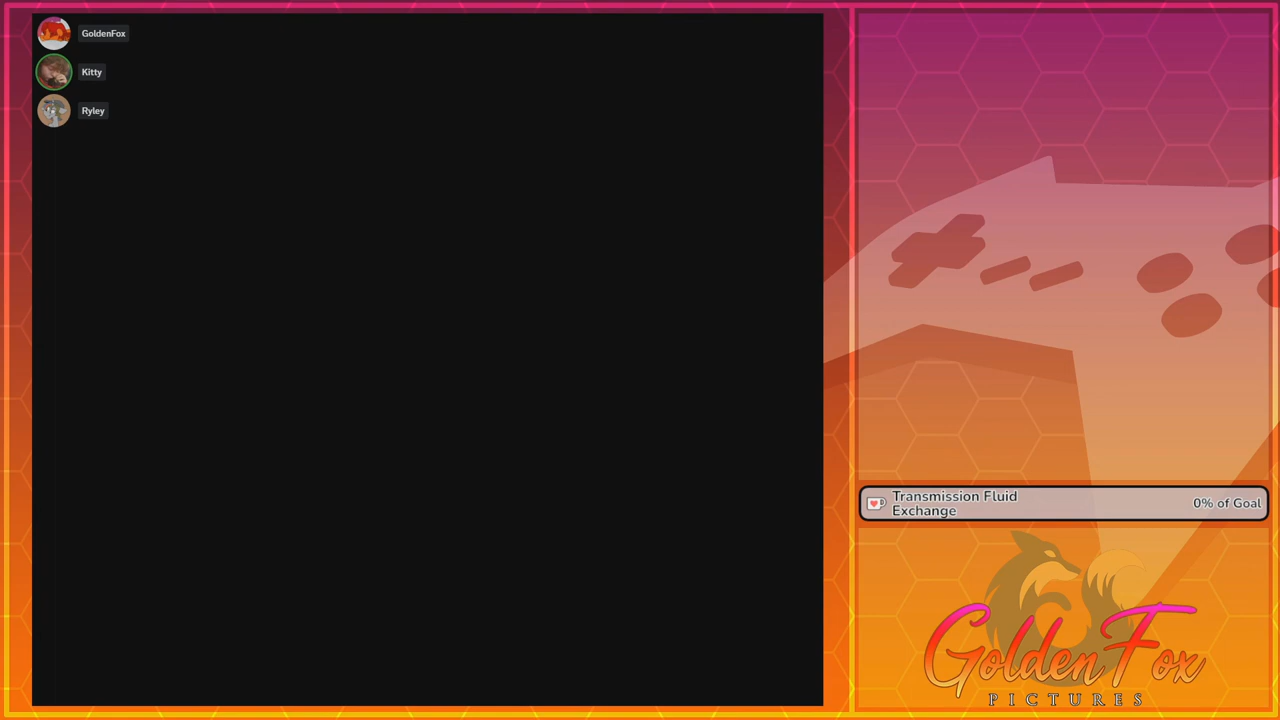 GoldenFox
Kitty
Ryley
Transmission Fluid
Exchange
0% of Goal
GoldenFox
PICTURES